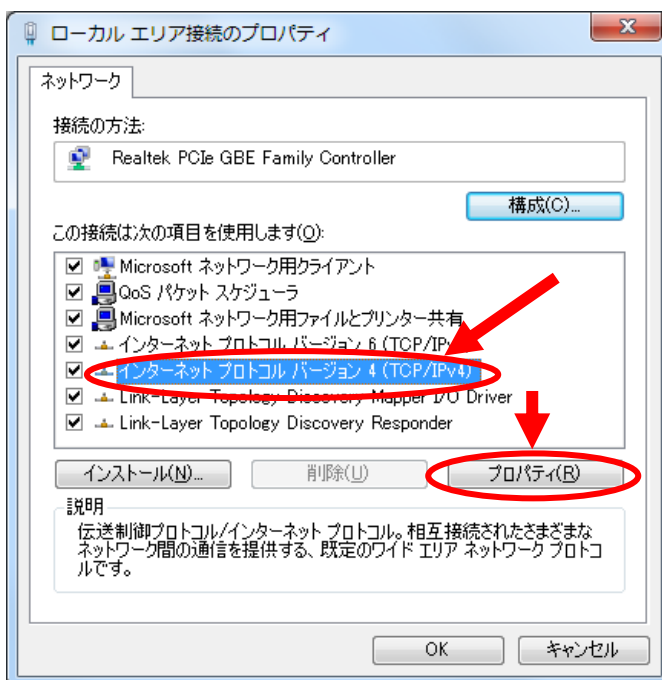 ローカル エリア接続のプロパティ
ネットワーク
接続の方法:
Realtek PCIe GBE Family Controller
構成(C)...
この接続は次の項目を使用します(O):
Microsoft ネットワーク用クライアント
QoS パケット スケジューラ
Microsoft ネットワーク用ファイルとプリンター共有
インターネット プロトコル バージョン 6 (TCP/IPv
インターネット プロトコル バージョン 4 (TCP/IPv4)
Link-Layer Topology Discovery Mapper I/O Driver
Link-Layer Topology Discovery Responder
インストール(N)... 削除(U) プロパティ(R)
説明
伝送制御プロトコル/インターネット プロトコル。相互接続されたさまざまな
ネットワーク間の通信を提供する、既定のワイド エリア ネットワーク プロトコ
ルです。
OK キャンセル